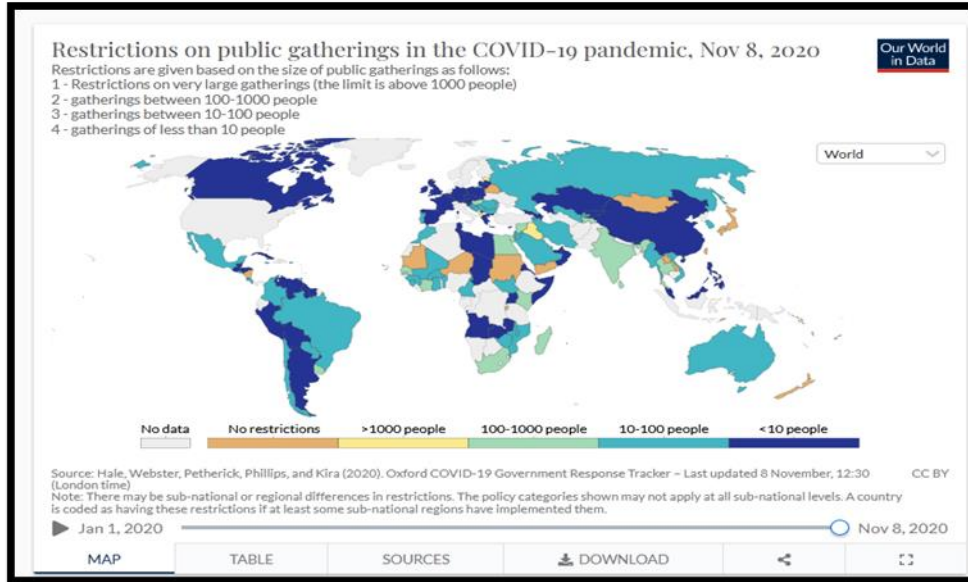 Restrictions on public gatherings in the COVID-19 pandemic, Nov 8, 2020
Our World
in Data
Restrictions are given based on the size of public gatherings as follows:
1 - Restrictions on very large gatherings (the limit is above 1000 people)
2 - gatherings between 100-1000 people
3 - gatherings between 10-100 people
4 - gatherings of less than 10 people
World
No data No restrictions >1000 people 100-1000 people 10-100 people <10 people
Source: Hale, Webster, Petherick, Phillips, and Kira (2020). Oxford COVID-19 Government Response Tracker – Last updated 8 November, 12:30 CC BY
(London time)
Note: There may be sub-national or regional differences in restrictions. The policy categories shown may not apply at all sub-national levels. A country
is coded as having these restrictions if at least some sub-national regions have implemented them.
Jan 1, 2020 Nov 8, 2020
MAP TABLE SOURCES DOWNLOAD